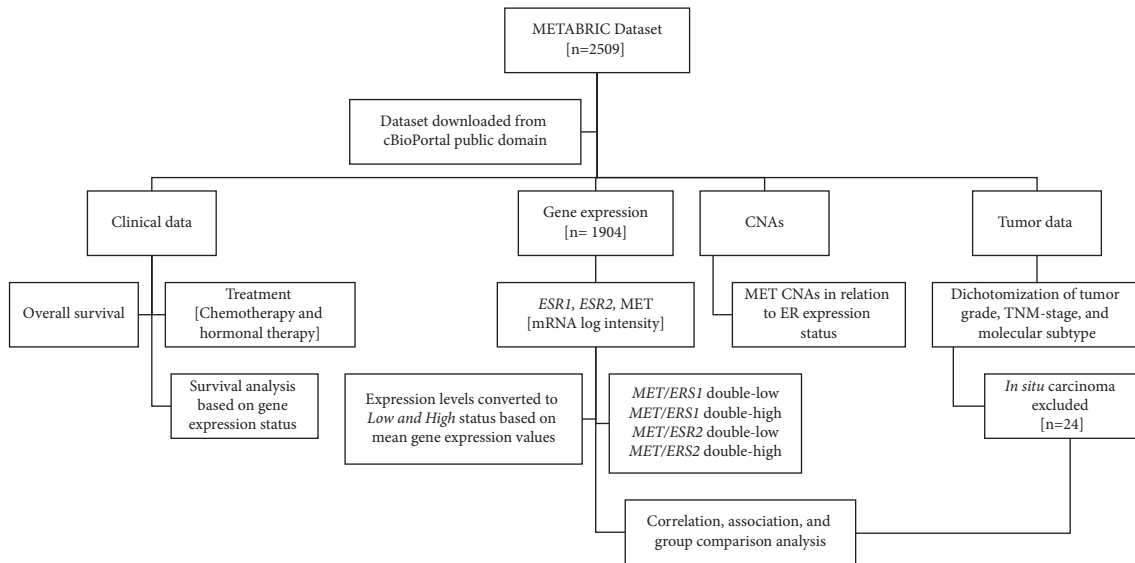 METABRIC Dataset
[n=2509]
Dataset downloaded from
cBioPortal public domain
Clinical data
Gene expression
[n= 1904]
CNAs
Tumor data
Overall survival
Treatment
[Chemotherapy and
hormonal therapy]
ESR1, ESR2, MET
[mRNA log intensity]
MET CNAs in relation
to ER expression
status
Dichotomization of tumor
grade, TNM-stage, and
molecular subtype
Survival analysis
based on gene
expression status
Expression levels converted to
Low and High status based on
mean gene expression values
MET/ERS1 double-low
MET/ERS1 double-high
MET/ESR2 double-low
MET/ERS2 double-high
In situ carcinoma
excluded
[n=24]
Correlation, association, and
group comparison analysis